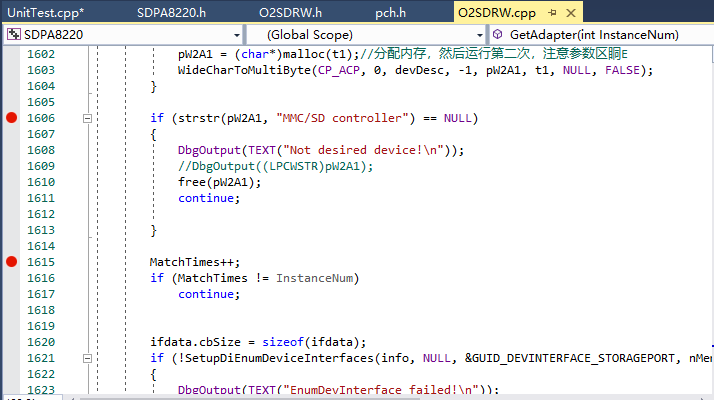 UnitTest.cpp* SDPA8220.h O2SDRW.h pch.h O2SDRW.cpp
SDPA8220 (Global Scope) GetAdapter(int InstanceNum)
1602 pW2A1 = (char*)malloc(t1);//分配内存，然后运行第二次，注意参数区眮E
1603 WideCharToMultiByte(CP_ACP, 0, devDesc, -1, pW2A1, t1, NULL, FALSE);
1604 }
1605
1606 if (strstr(pW2A1, "MMC/SD controller") == NULL)
1607 {
1608 DbgOutput(TEXT("Not desired device!\n"));
1609 //DbgOutput((LPCWSTR)pW2A1);
1610 free(pW2A1);
1611 continue;
1612
1613 }
1614
1615 MatchTimes++;
1616 if (MatchTimes != InstanceNum)
1617 continue;
1618
1619
1620 ifdata.cbSize = sizeof(ifdata);
1621 if (!SetupDiEnumDeviceInterfaces(info, NULL, &GUID_DEVINTERFACE_STORAGEPORT, nMe
1622 {
1623 DbgOutput(TEXT("EnumDevInterface failed!\n"));